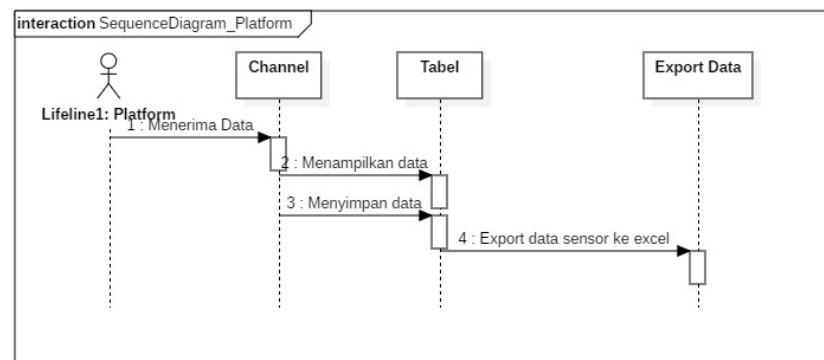 interaction SequenceDiagram_Platform
Channel
Tabel
Export Data
Lifeline1: Platform
1 : Menerima Data
2 : Menampilkan data
3 : Menyimpan data
4 : Export data sensor ke excel